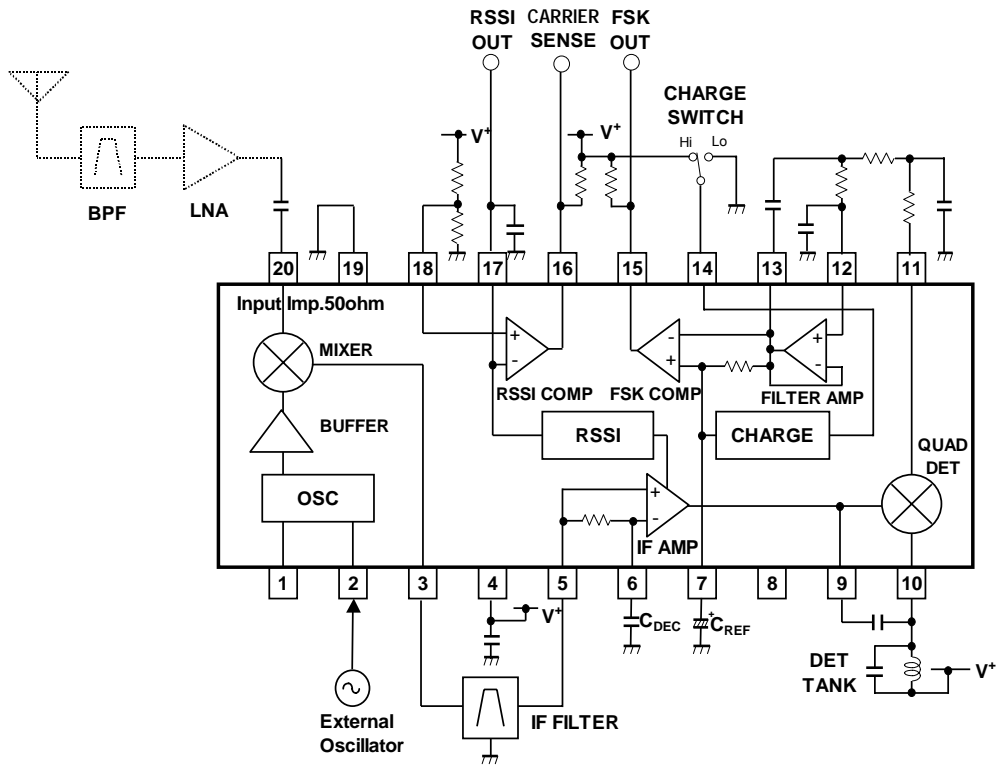 RSSI OUT
CARRIER SENSE
FSK OUT
CHARGE SWITCH
V+
V+
Hi
Lo
BPF
LNA
20
19
18
17
16
15
14
13
12
11
Input Imp.50ohm
MIXER
+
-
RSSI COMP
-
+
FSK COMP
+
-
FILTER AMP
BUFFER
RSSI
CHARGE
QUAD DET
OSC
+
-
IF AMP
1
2
3
4
5
6
7
8
9
10
V+
CDEC
+
CREF
DET TANK
V+
External Oscillator
IF FILTER